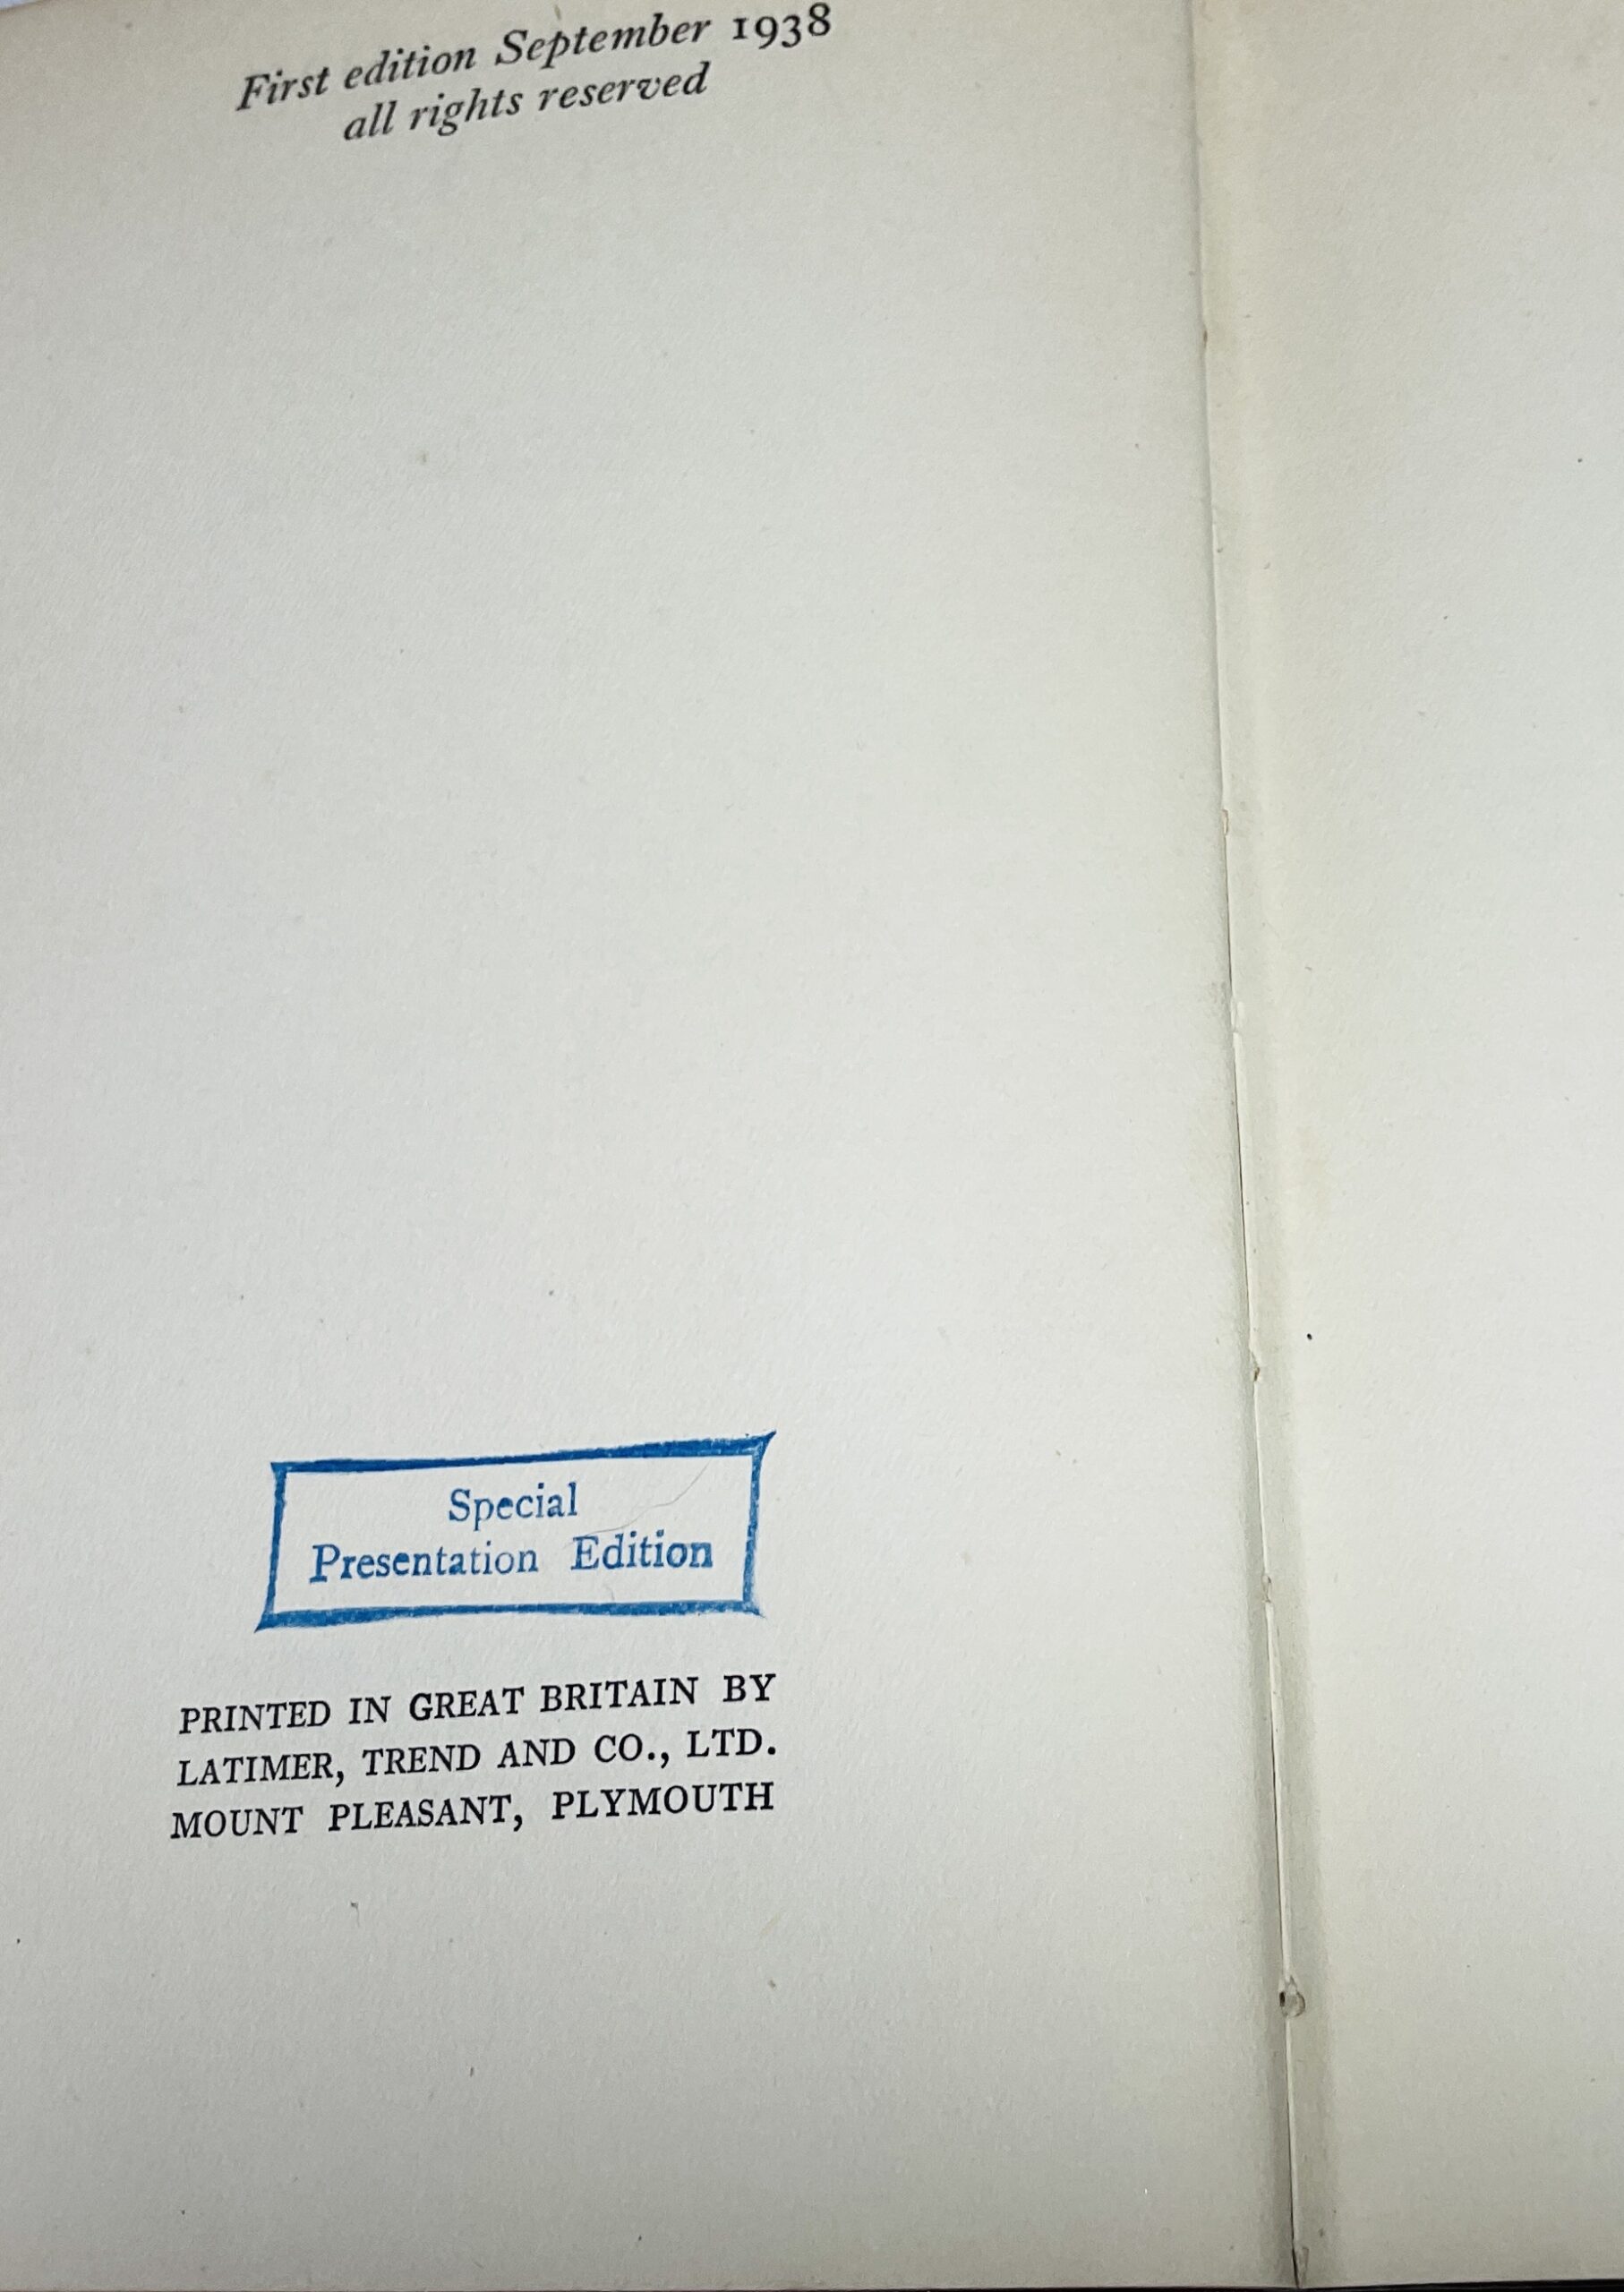 First edition September 1938
all rights reserved
Special
Presentation Edition
PRINTED IN GREAT BRITAIN BY
LATIMER, TREND AND CO., LTD.
MOUNT PLEASANT, PLYMOUTH